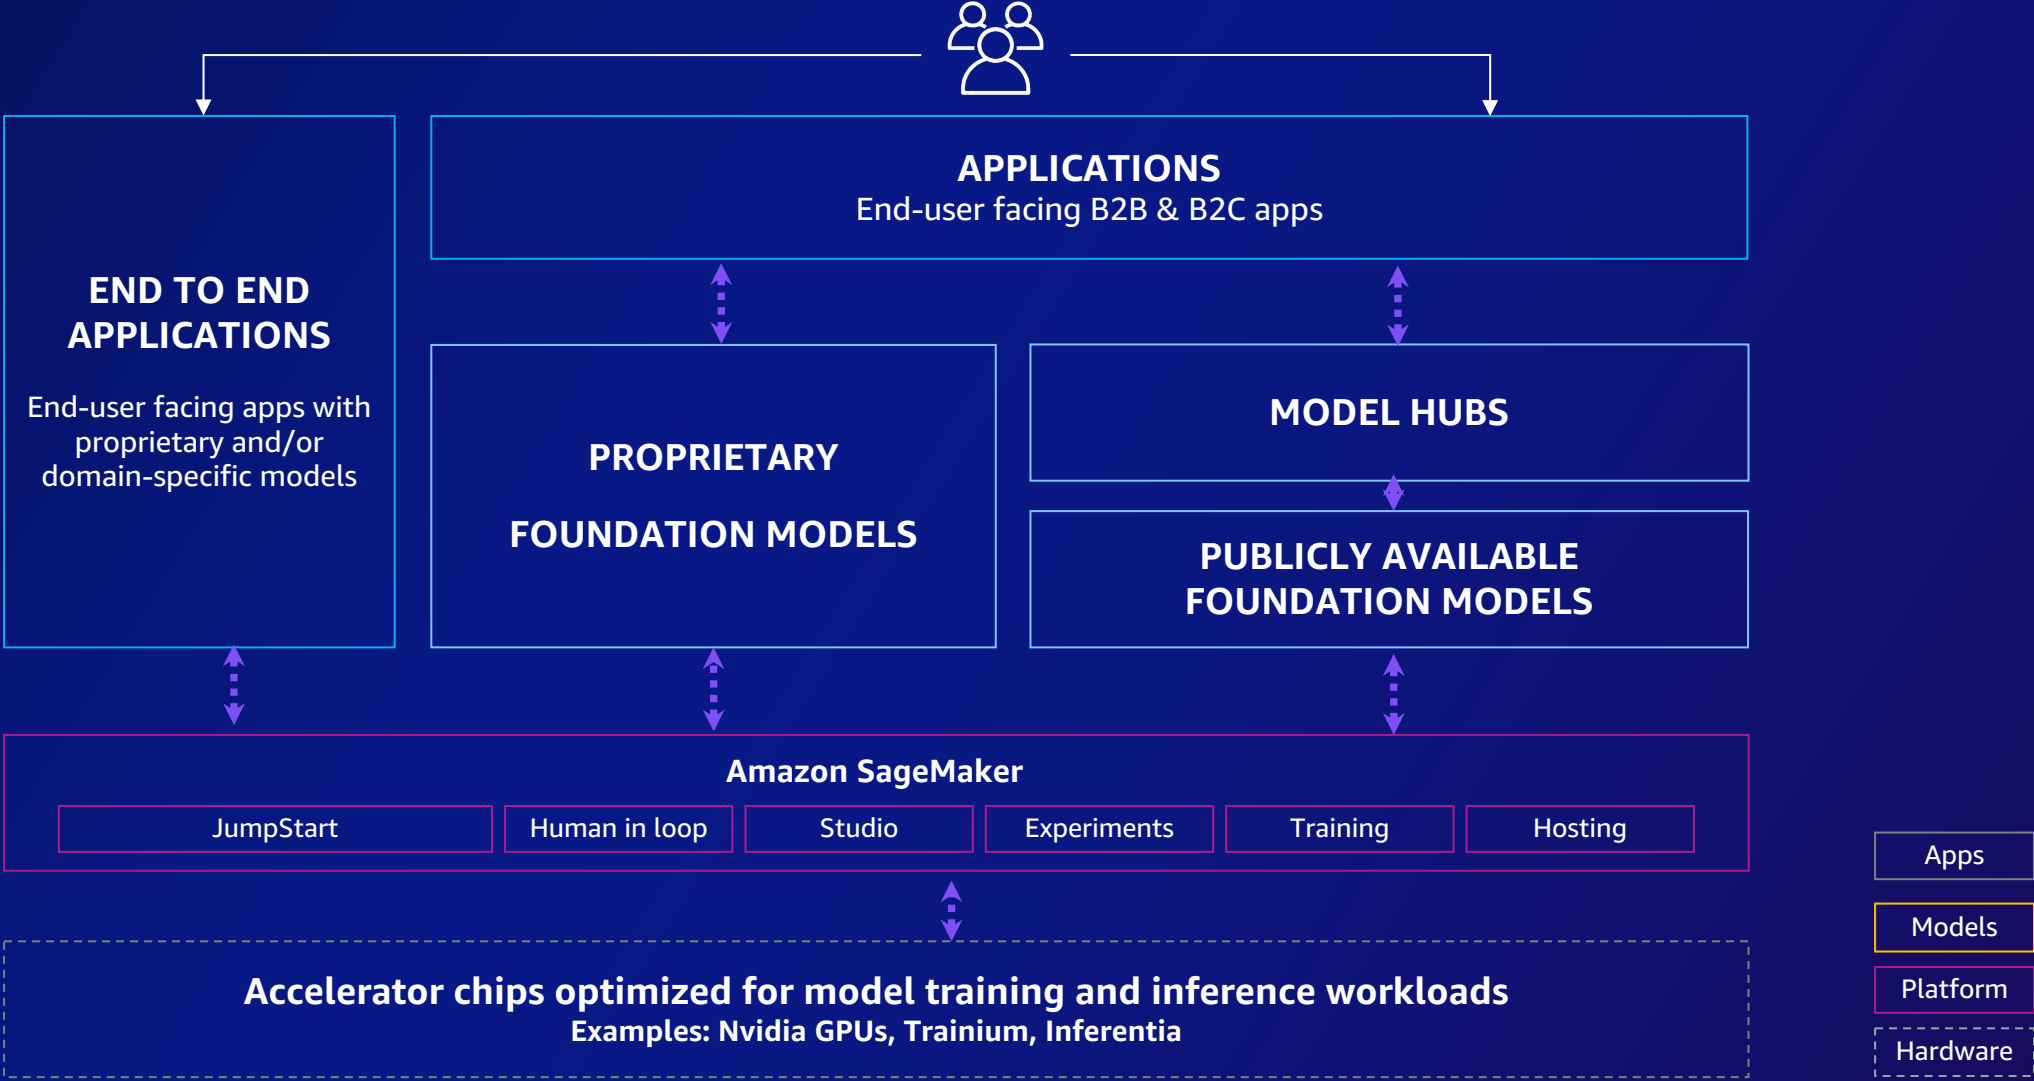 APPLICATIONS
End-user facing B2B & B2C apps
END TO END
APPLICATIONS
End-user facing apps with
proprietary and/or
domain-specific models
PROPRIETARY
FOUNDATION MODELS
MODEL HUBS
PUBLICLY AVAILABLE
FOUNDATION MODELS
Amazon SageMaker
JumpStart
Human in loop
Studio
Experiments
Training
Hosting
Accelerator chips optimized for model training and inference workloads
Examples: Nvidia GPUs, Trainium, Inferentia
Apps
Models
Platform
Hardware